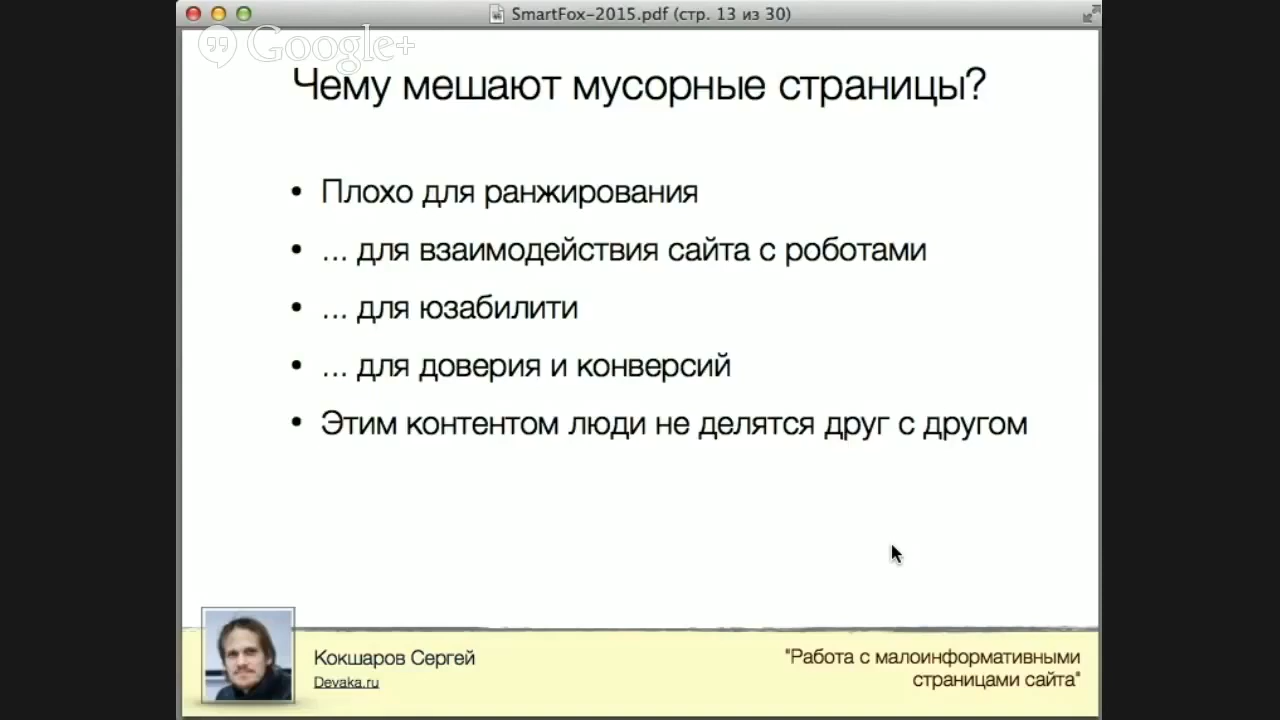 SmartFox-2015.pdf (стр. 13 из 30)
Google+
Чему мешают мусорные страницы?
• Плохо для ранжирования
• ... для взаимодействия сайта с роботами
• ... для юзабилити
• ... для доверия и конверсий
• Этим контентом люди не делятся друг с другом
Кокшаров Сергей
Devaka.ru
"Работа с малоинформативными
страницами сайта"